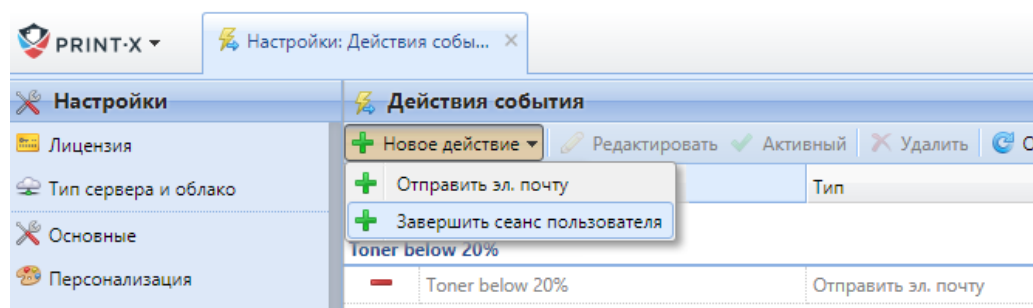 PRINT·X
Настройки: Действия собы... ×
Настройки
Действия события
Лицензия
Новое действие
Редактировать
Активный
Удалить
Тип сервера и облако
Отправить эл. почту
Тип
Завершить сеанс пользователя
Основные
Toner below 20%
Персонализация
Toner below 20%
Отправить эл. почту